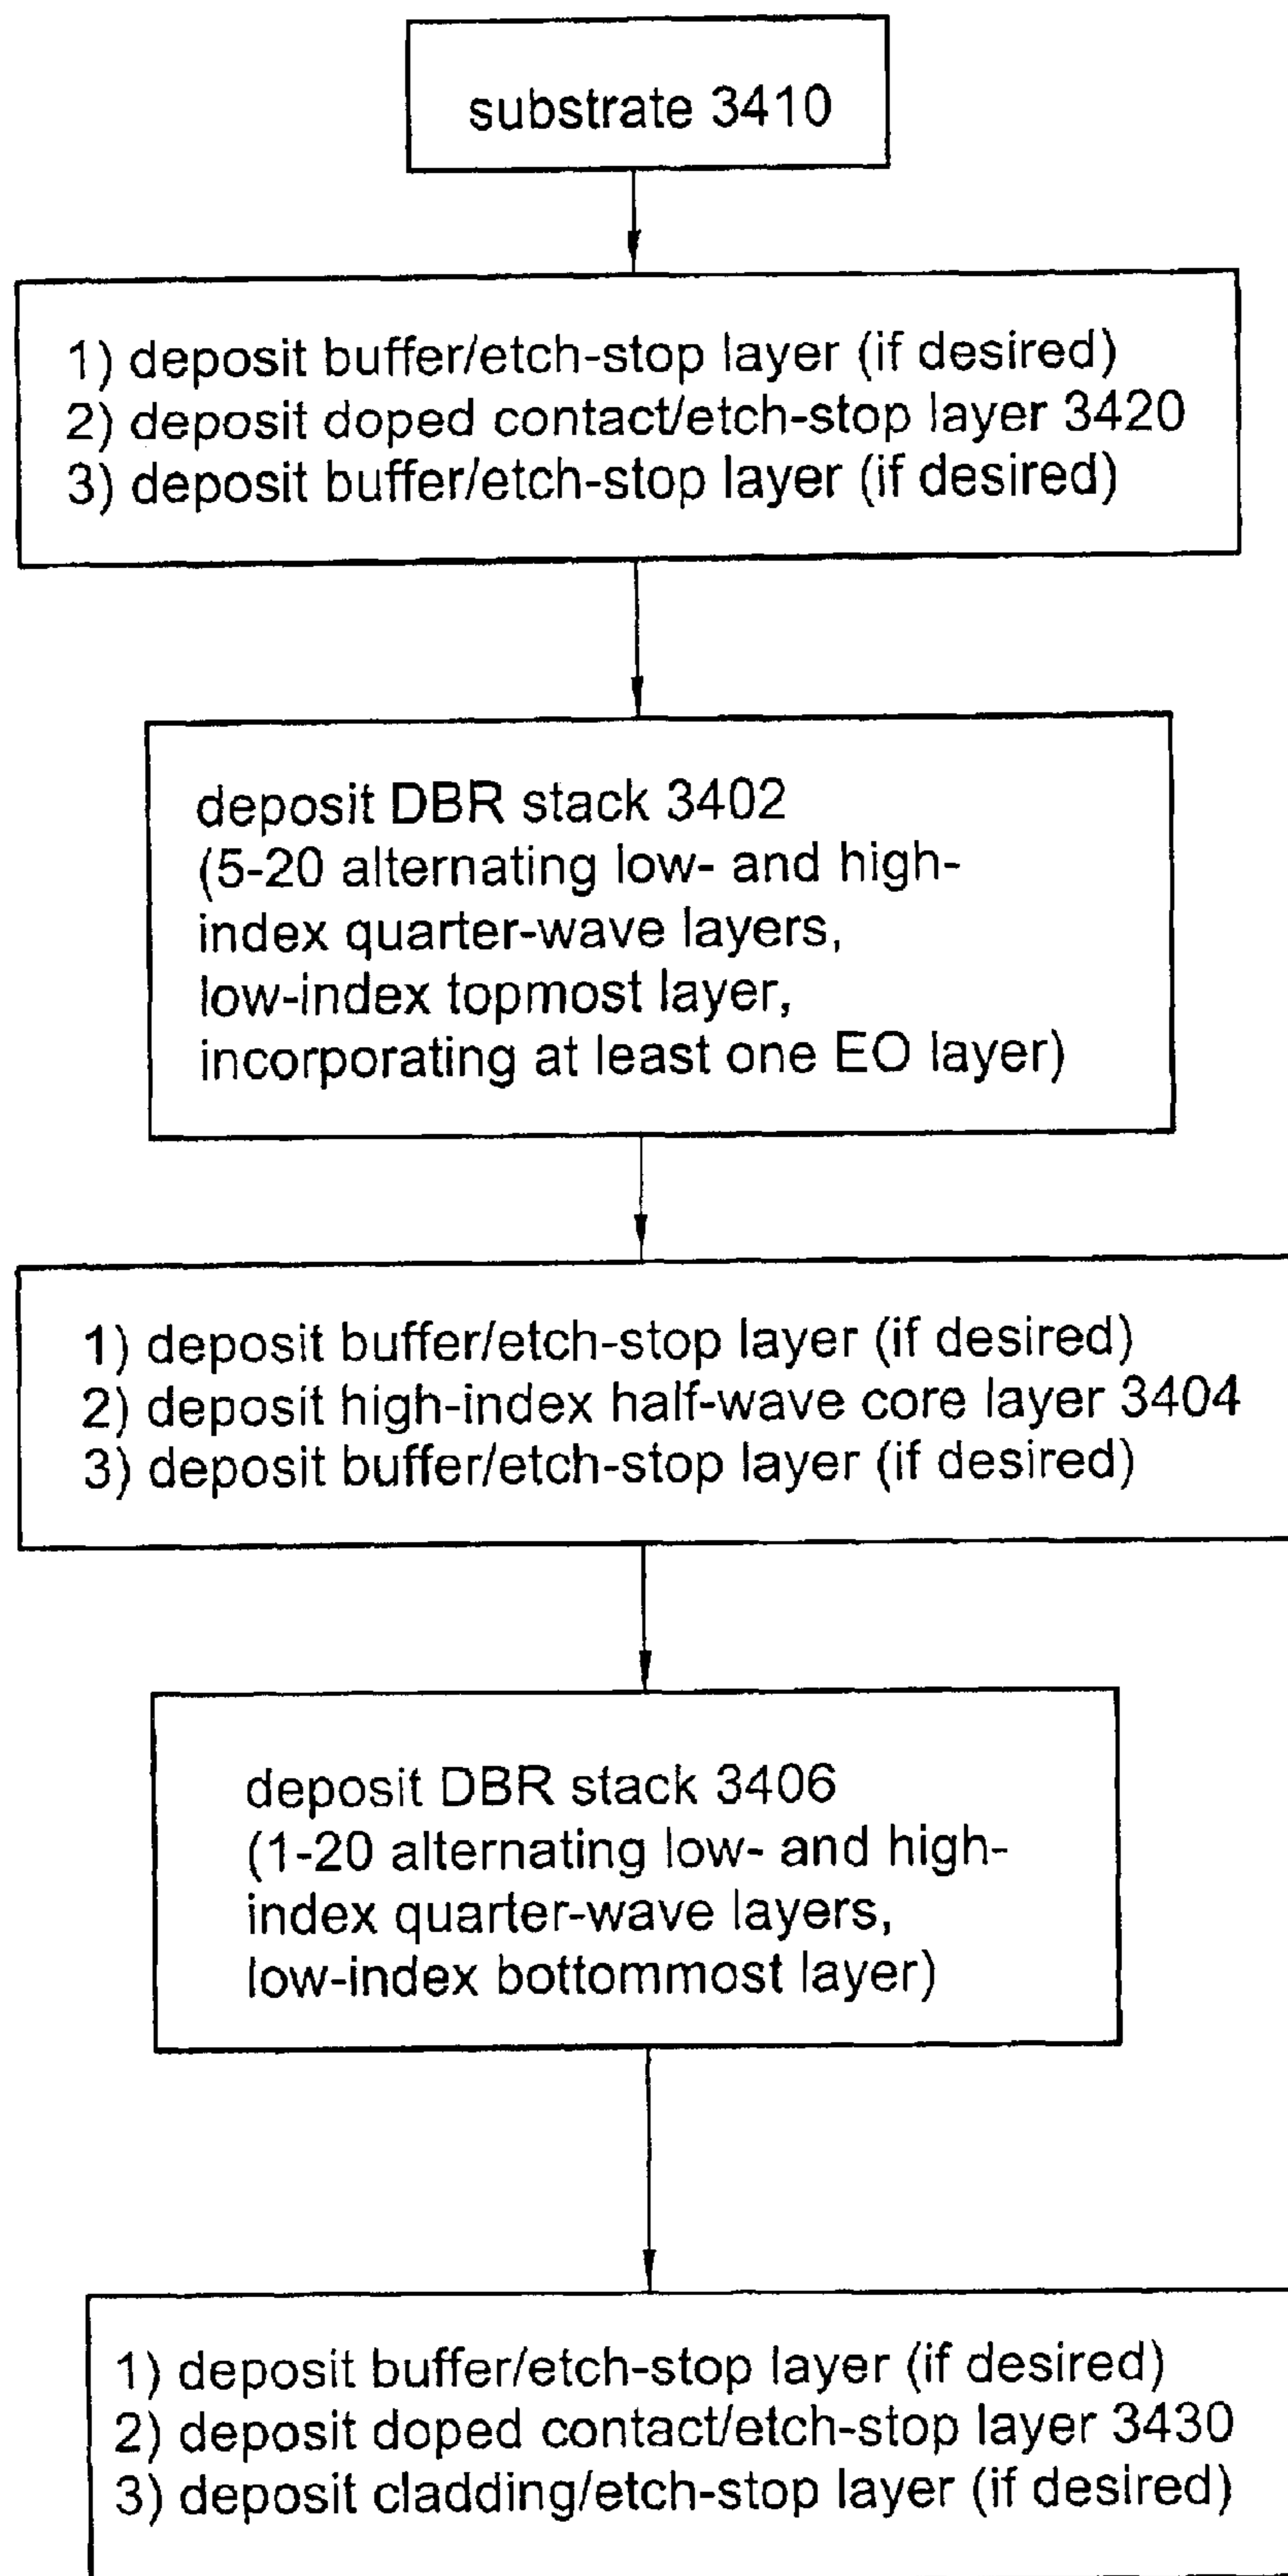 substrate 3410
1) deposit buffer/etch-stop layer (if desired)
2) deposit doped contact/etch-stop layer 3420
3) deposit buffer/etch-stop layer (if desired)
deposit DBR stack 3402
(5-20 alternating low- and high-
index quarter-wave layers,
low-index topmost layer,
incorporating at least one EO layer)
1) deposit buffer/etch-stop layer (if desired)
2) deposit high-index half-wave core layer 3404
3) deposit buffer/etch-stop layer (if desired)
deposit DBR stack 3406
(1-20 alternating low- and high-
index quarter-wave layers,
low-index bottommost layer)
1) deposit buffer/etch-stop layer (if desired)
2) deposit doped contact/etch-stop layer 3430
3) deposit cladding/etch-stop layer (if desired)